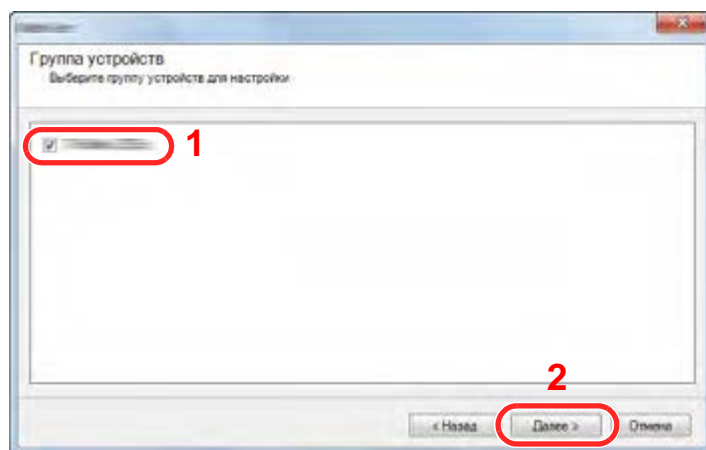 Группа устройств
Выберите группу устройств для настройки
1
2
< Назад
Далее >
Отмена